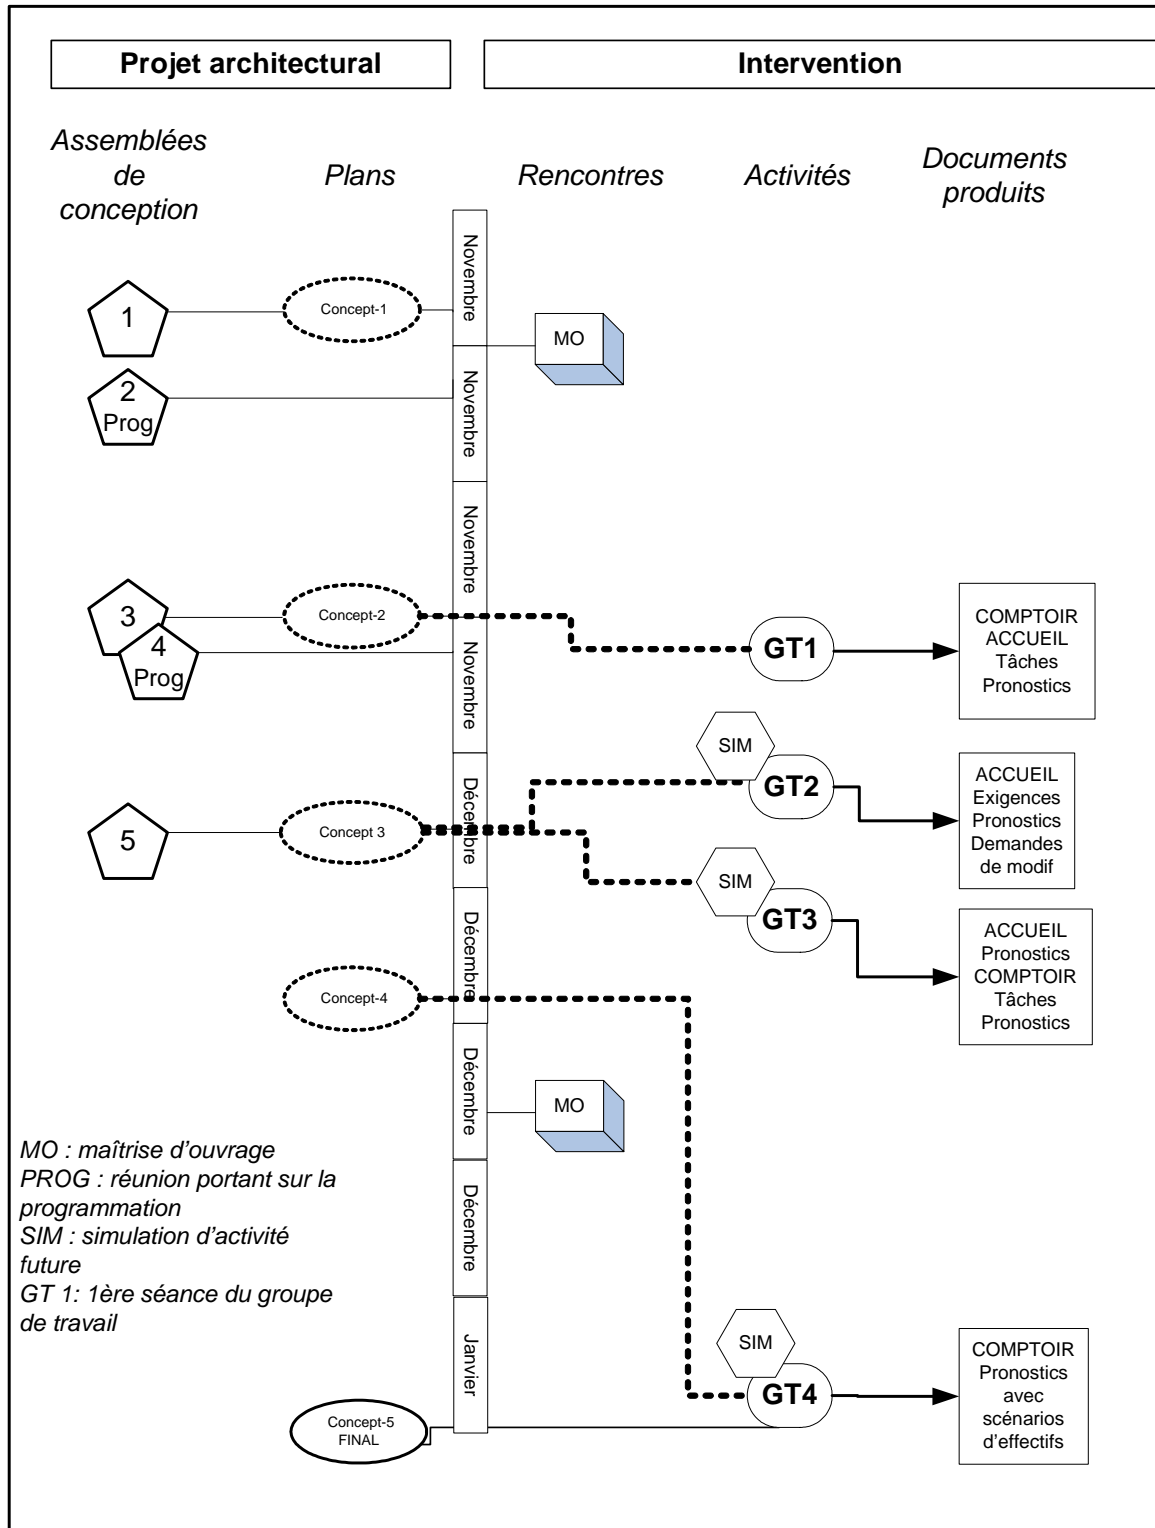 Projet architectural
Intervention
Assemblées
de
conception
Plans
Rencontres
Activités
Documents
produits
Novembre
1
Concept-1
MO
2
Prog
Novembre
Novembre
3
Concept-2
4
Prog
Novembre
GT1
COMPTOIR
ACCUEIL
Tâches
Pronostics
SIM
GT2
ACCUEIL
Exigences
Pronostics
Demandes
de modif
Décembre
5
Concept 3
SIM
GT3
ACCUEIL
Pronostics
COMPTOIR
Tâches
Pronostics
Décembre
Concept-4
Décembre
MO
MO : maîtrise d’ouvrage
PROG : réunion portant sur la
programmation
SIM : simulation d’activité
future
GT 1: 1ère séance du groupe
de travail
Décembre
Janvier
SIM
GT4
COMPTOIR
Pronostics
avec
scénarios
d’effectifs
Concept-5
FINAL